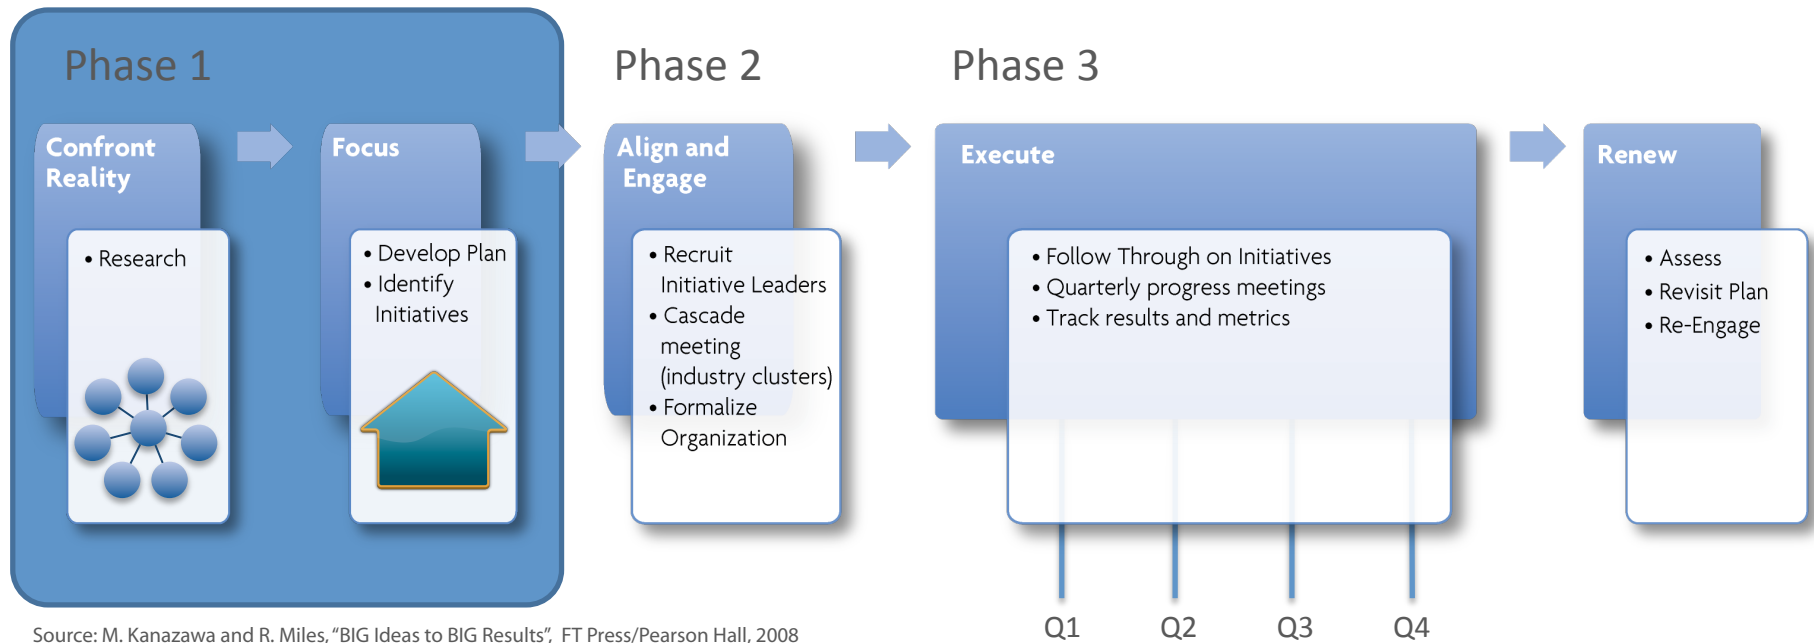 Phase 1
Phase 2
Phase 3
Confront
Reality
• Research
Focus
• Develop Plan
• Identify
Initiatives
Align and
Engage
• Recruit
Initiative Leaders
• Cascade
meeting
(industry clusters)
• Formalize
Organization
Execute
• Follow Through on Initiatives
• Quarterly progress meetings
• Track results and metrics
Q1
Q2
Q3
Q4
Renew
• Assess
• Revisit Plan
• Re-Engage
Source: M. Kanazawa and R. Miles, “BIG Ideas to BIG Results”, FT Press/Pearson Hall, 2008